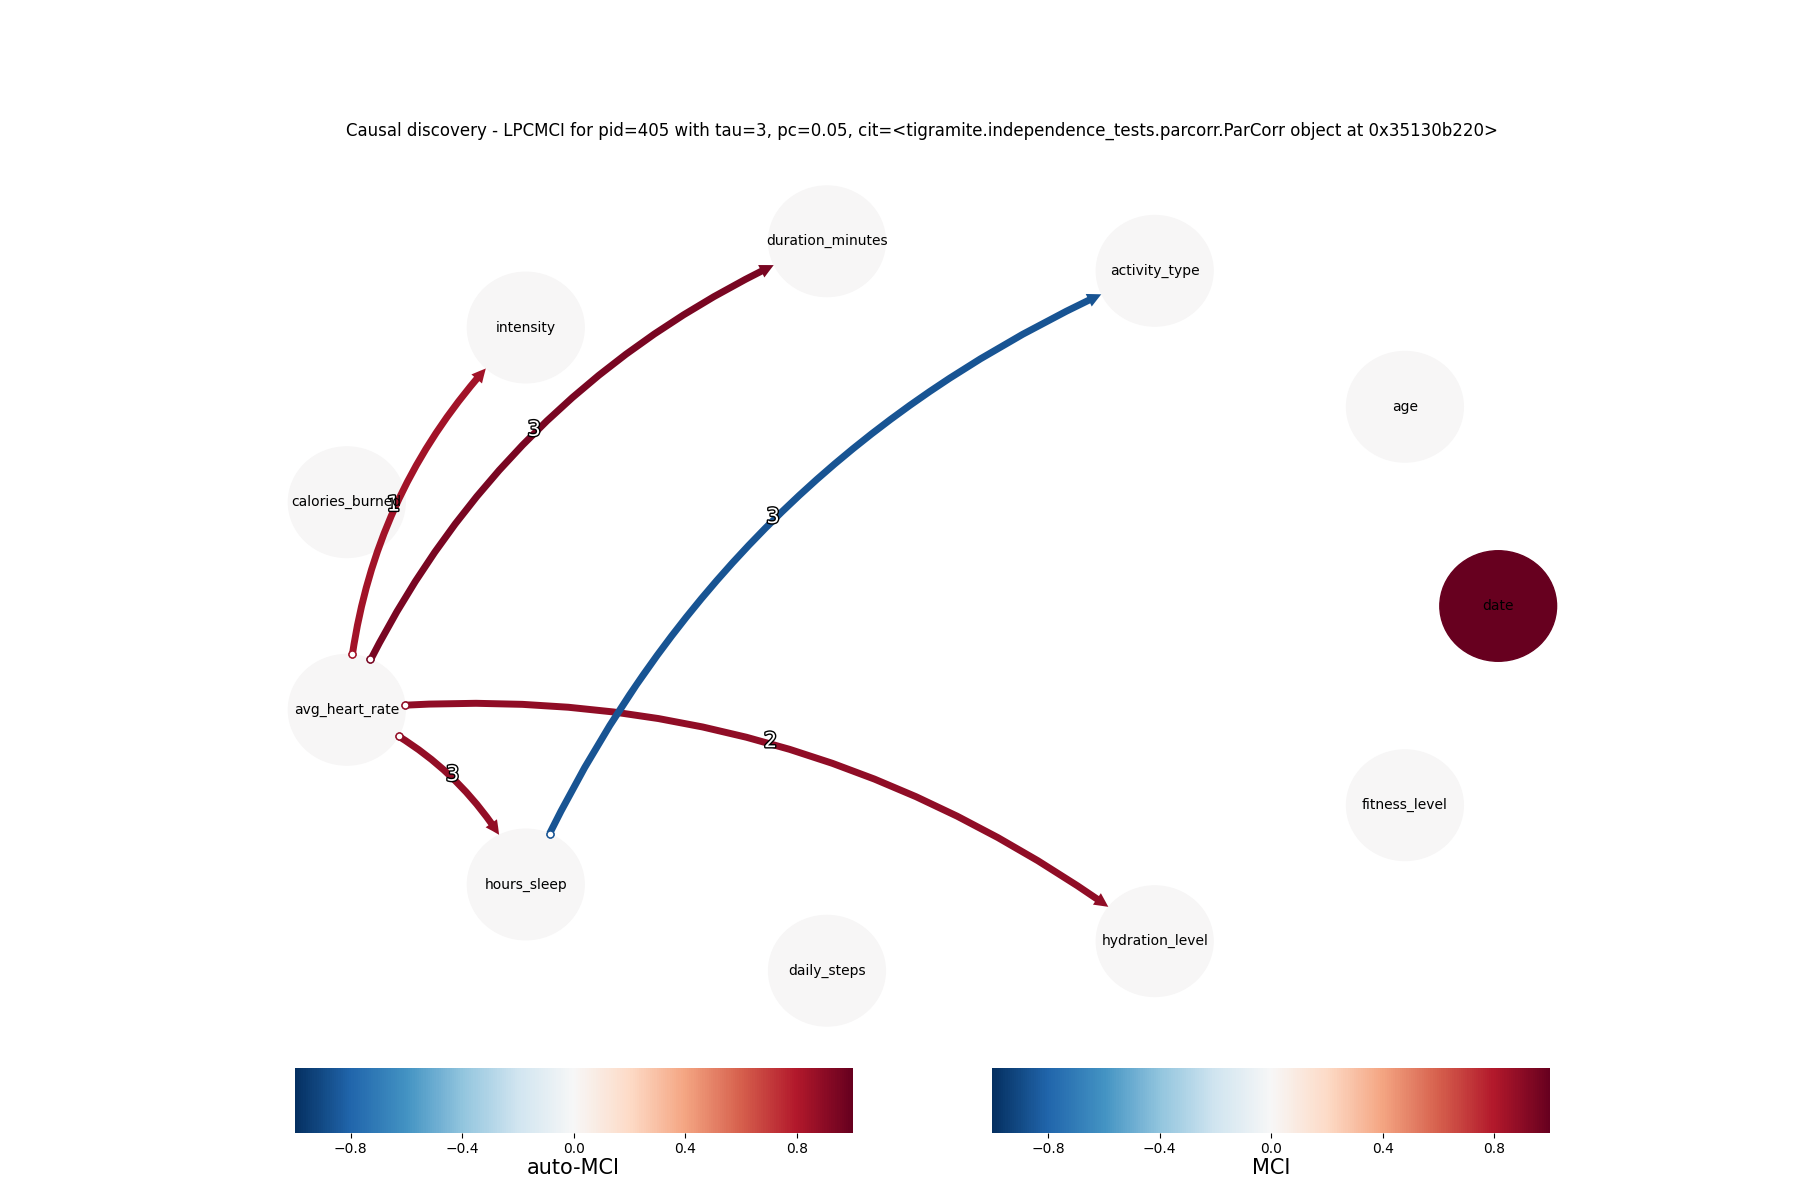 Causal discovery - LPCMCI for pid=405 with tau=3, pc=0.05, cit=<tigramite.independence_tests.parcorr.ParCorr object at 0x35130b220>
duration_minutes
activity_type
intensity
age
3
calories_burned
1
3
date
avg_heart_rate
2
3
fitness_level
hours_sleep
hydration_level
daily_steps
−0.8 −0.4 0.0 0.4 0.8
auto-MCI
−0.8 −0.4 0.0 0.4 0.8
MCI